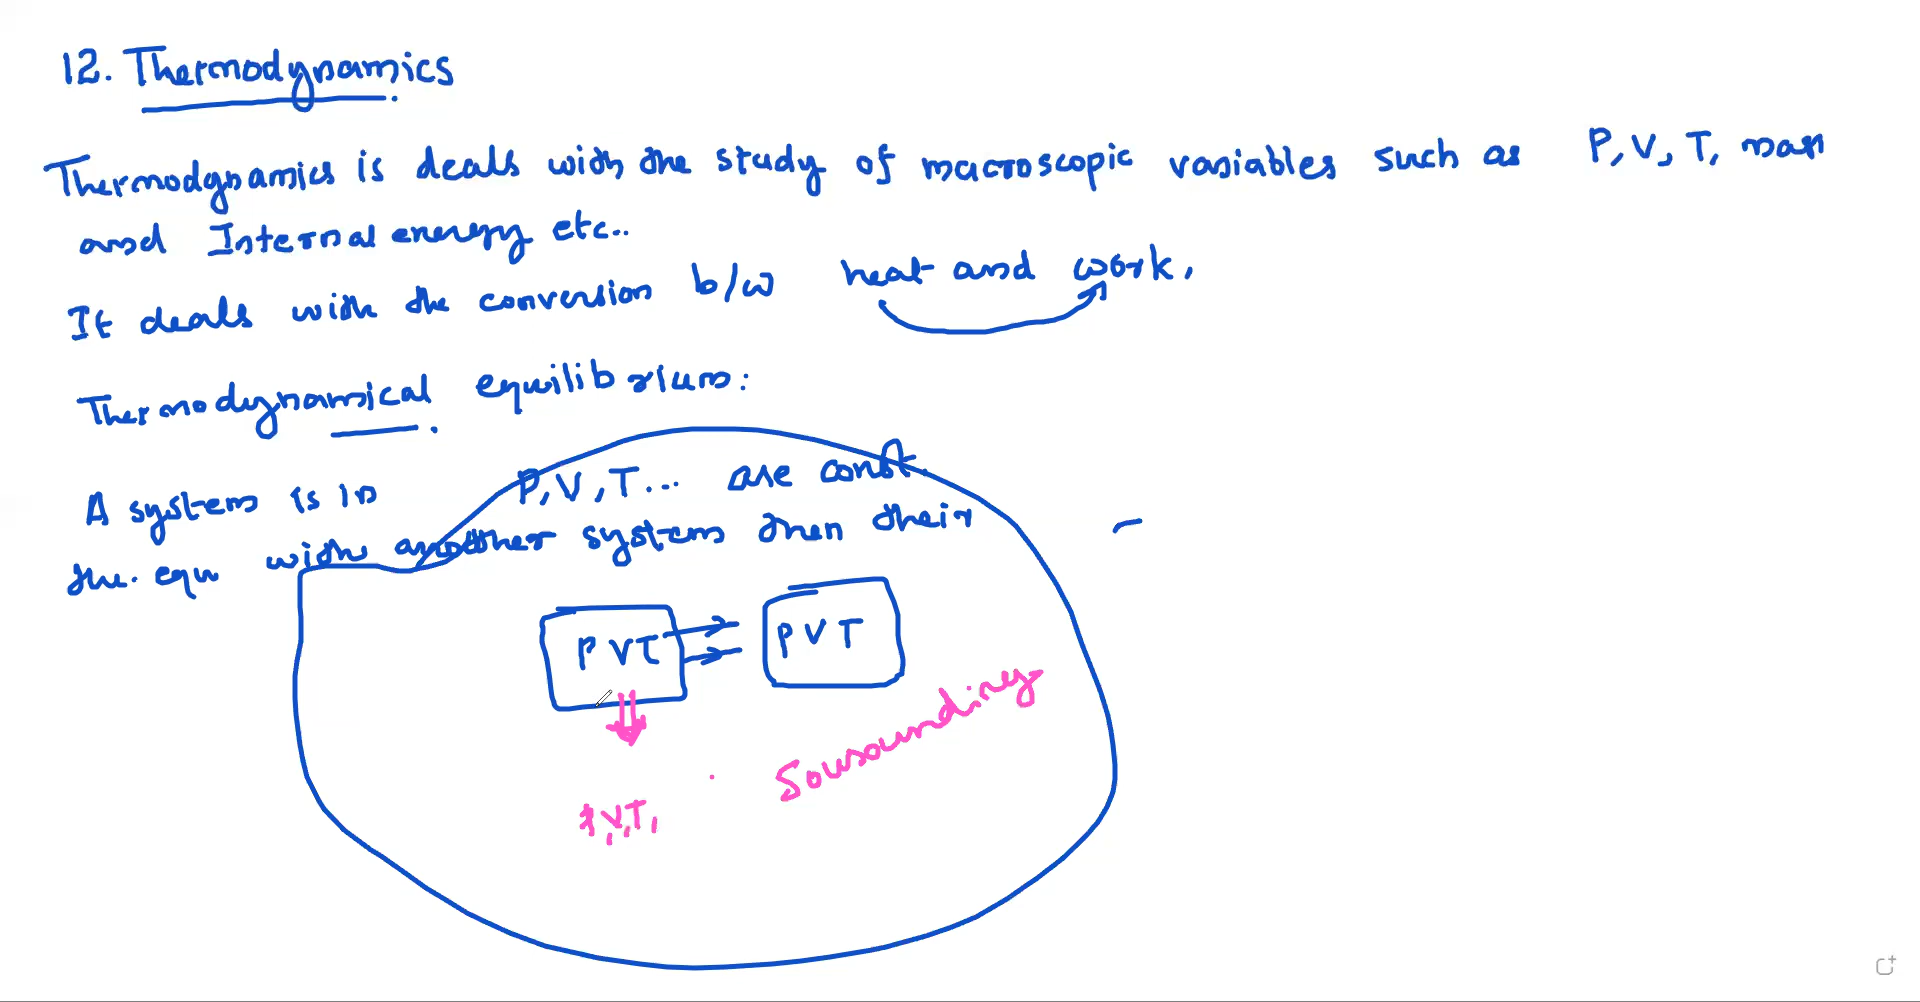 12. Thermodynamics
Thermodynamics is deals with the study of macroscopic variables such as P, V, T, mass
and Internal energy etc..
It deals with the conversion b/w heat and work,
Thermodynamical equilibrium:
A system is in P, V, T... are const.
the. equ with another system then their
PVT PVT
Sousounding
P,V,T,